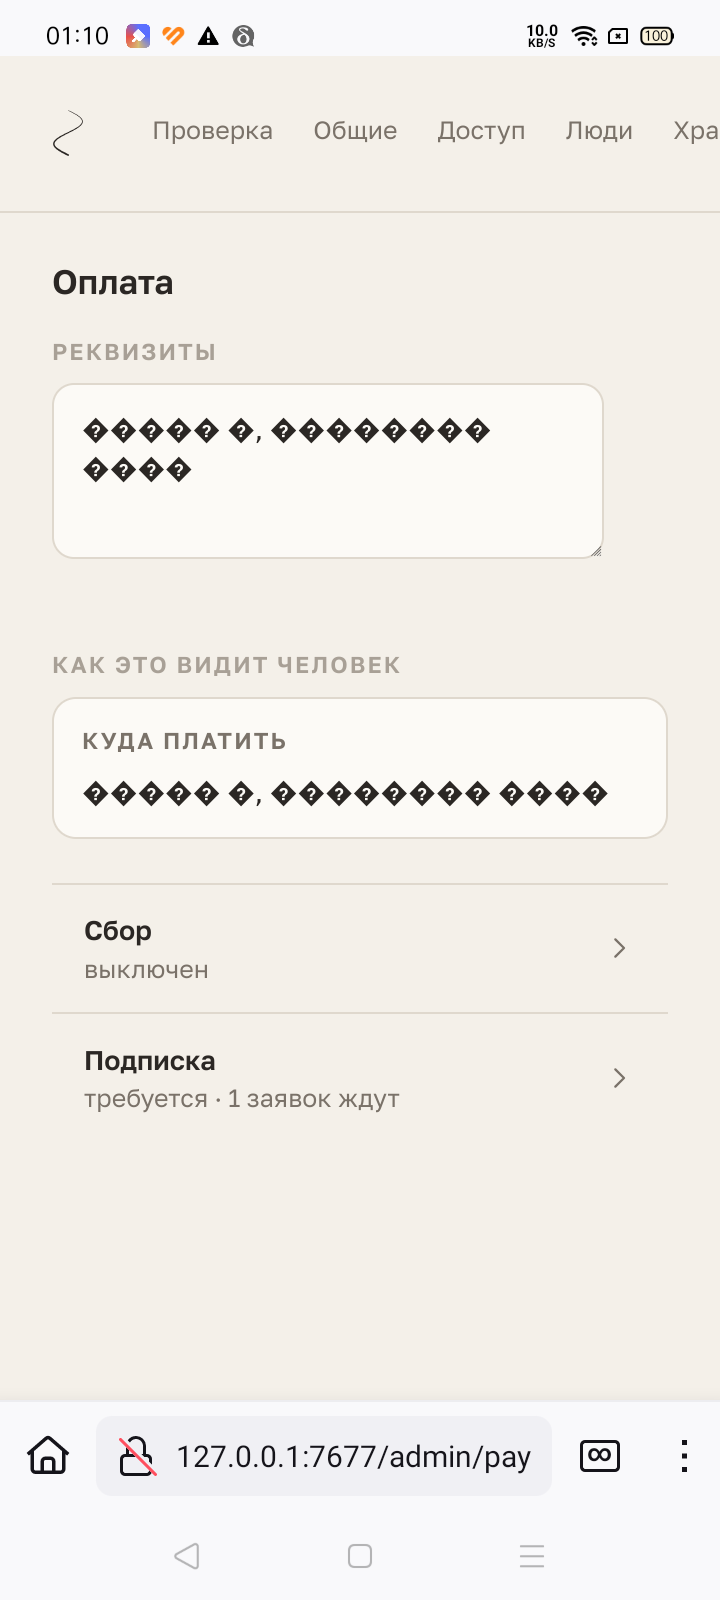 01:10
10.0
KB/S
100
Проверка Общие Доступ Люди Хра
Оплата
РЕКВИЗИТЫ
����� �, ��������
����
КАК ЭТО ВИДИТ ЧЕЛОВЕК
КУДА ПЛАТИТЬ
����� �, �������� ����
Сбор
выключен
Подписка
требуется · 1 заявок ждут
127.0.0.1:7677/admin/pay